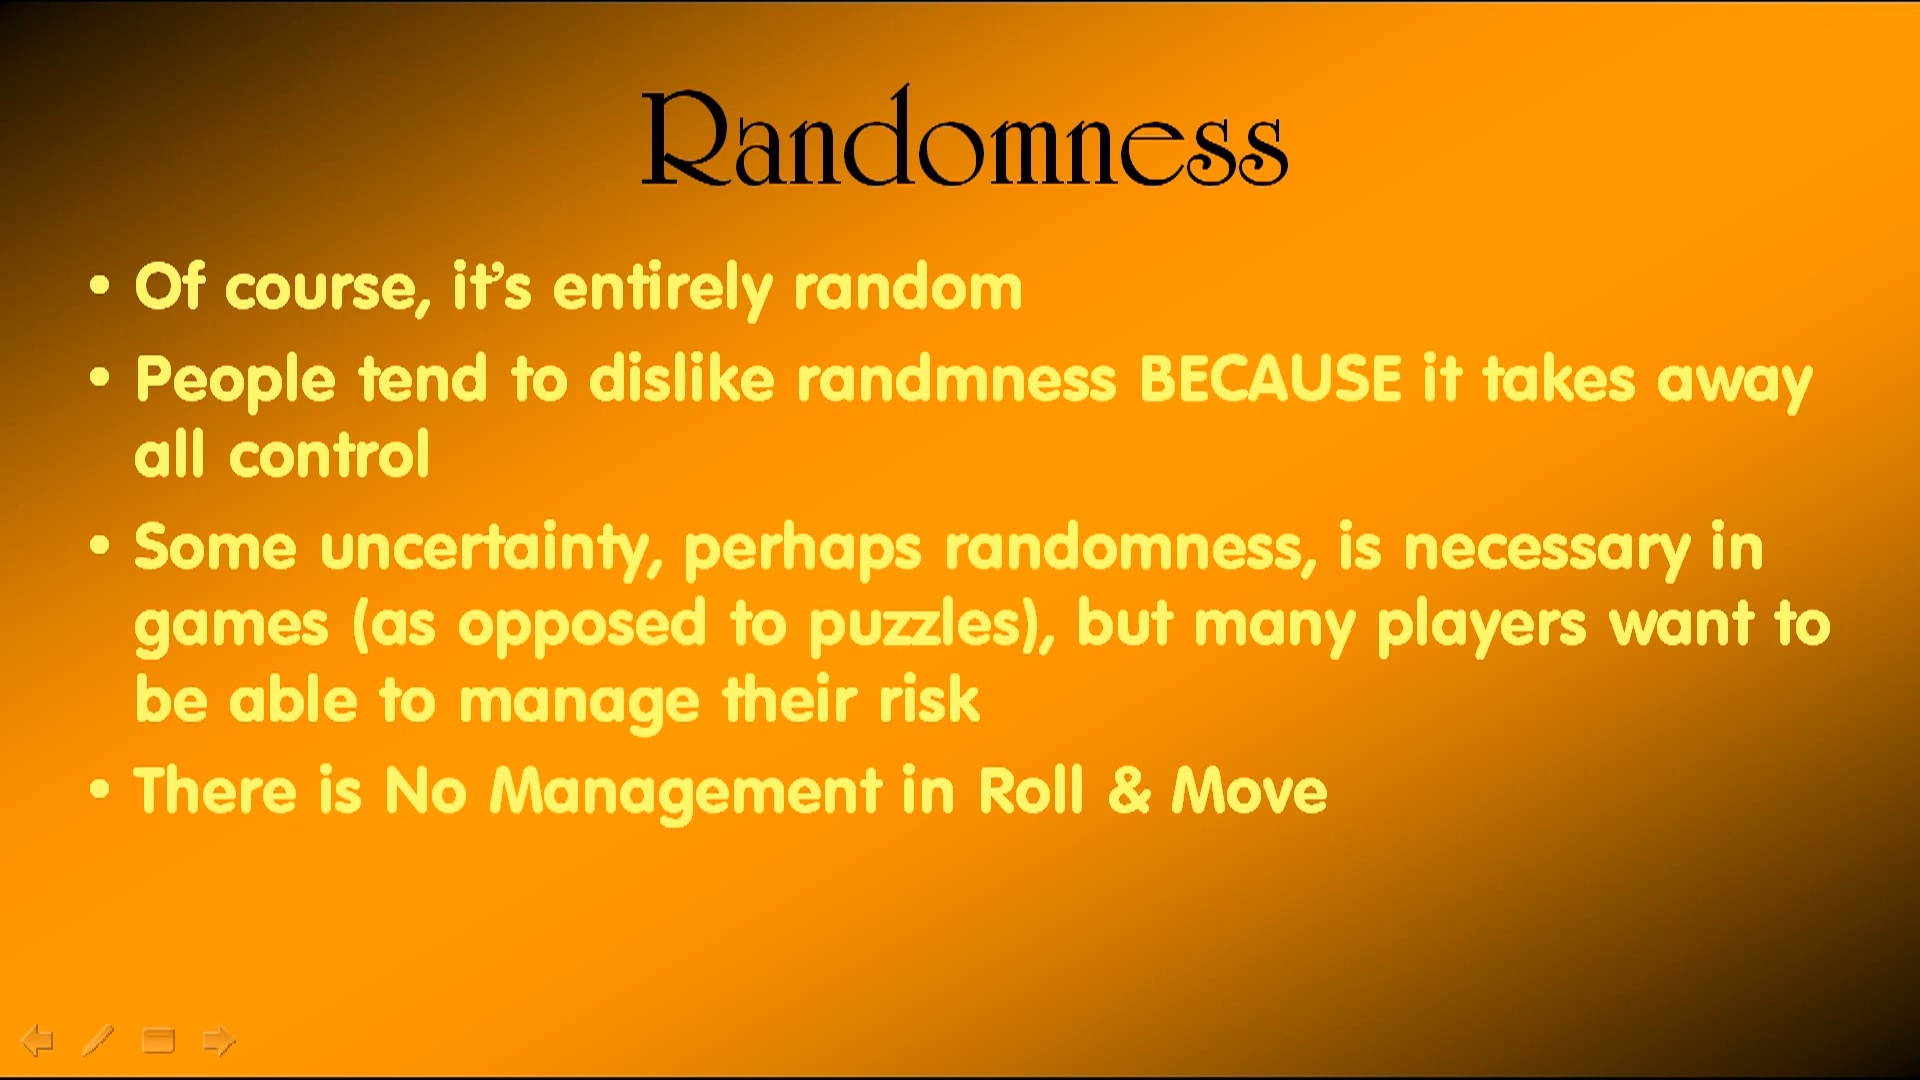 Randomness
• Of course, it’s entirely random
• People tend to dislike randmness BECAUSE it takes away
all control
• Some uncertainty, perhaps randomness, is necessary in
games (as opposed to puzzles), but many players want to
be able to manage their risk
• There is No Management in Roll & Move